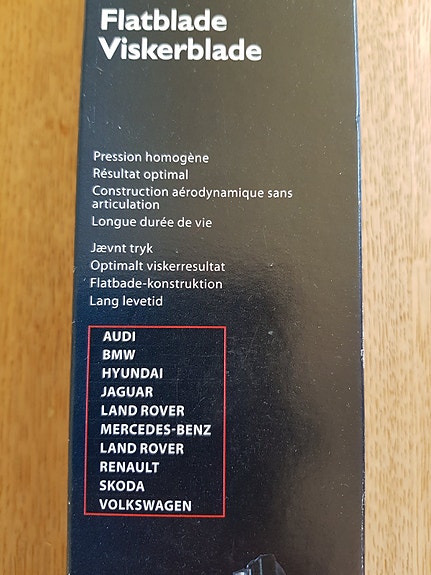 Flatblade
Viskerblade
Pression homogène
Résultat optimal
Construction aérodynamique sans
articulation
Longue durée de vie
Jævnt tryk
Optimalt viskerresultat
Flatbade-konstruktion
Lang levetid
AUDI
BMW
HYUNDAI
JAGUAR
LAND ROVER
MERCEDES-BENZ
LAND ROVER
RENAULT
SKODA
VOLKSWAGEN